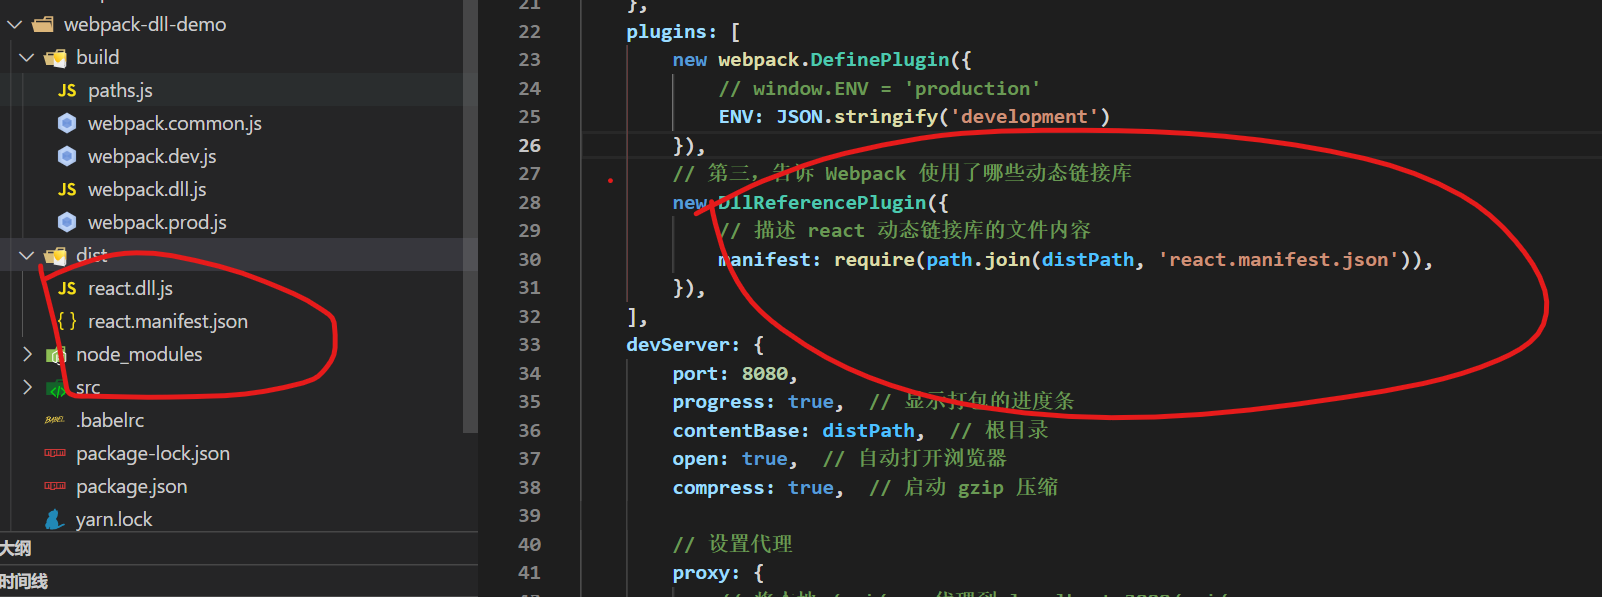 webpack-dll-demo
build
JS paths.js
webpack.common.js
webpack.dev.js
JS webpack.dll.js
webpack.prod.js
dist
JS react.dll.js
{ } react.manifest.json
node_modules
src
.babelrc
package-lock.json
package.json
yarn.lock
大纲
时间线
21 },
22 plugins: [
23 new webpack.DefinePlugin({
24 // window.ENV = 'production'
25 ENV: JSON.stringify('development')
26 }),
27 // 第三，告诉 Webpack 使用了哪些动态链接库
28 new DllReferencePlugin({
29 // 描述 react 动态链接库的文件内容
30 manifest: require(path.join(distPath, 'react.manifest.json')),
31 }),
32 ],
33 devServer: {
34 port: 8080,
35 progress: true, // 显示打包的进度条
36 contentBase: distPath, // 根目录
37 open: true, // 自动打开浏览器
38 compress: true, // 启动 gzip 压缩
39
40 // 设置代理
41 proxy: {